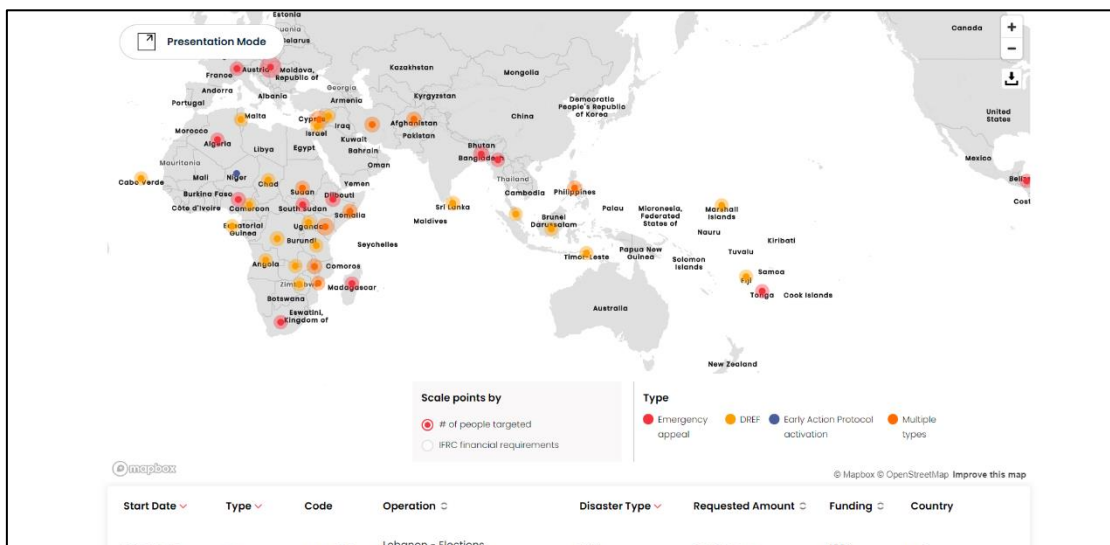 Estonia
Presentation Mode
Belarus
Canada
+
−
France
Austria
Moldova,
Republic of
Kazakhstan
Mongolia
Andorra
Portugal
Albania
Georgia
Armenia
Kyrgyzstan
Democratic
People's Republic
of Korea
United
States
Malta
Cyprus
Israel
Iraq
Afghanistan
Pakistan
China
Morocco
Algeria
Libya
Egypt
Kuwait
Bahrain
Bhutan
Bangladesh
Mexico
Mauritania
Oman
Cabo Verde
Mali
Niger
Chad
Sudan
Yemen
Thailand
Cambodia
Philippines
Belize
Burkina Faso
Djibouti
Côte d'Ivoire
Cameroon
South Sudan
Somalia
Sri Lanka
Maldives
Brunei
Darussalam
Palau
Micronesia,
Federated
States of
Marshall
Islands
Nauru
Equatorial
Guinea
Uganda
Burundi
Seychelles
Kiribati
Tuvalu
Angola
Comoros
Timor-Leste
Papua New
Guinea
Solomon
Islands
Samoa
Fiji
Tonga
Cook Islands
Madagascar
Botswana
Australia
Eswatini,
Kingdom of
New Zealand
Scale points by
# of people targeted
IFRC financial requirements
Type
Emergency
appeal
DREF
Early Action Protocol
activation
Multiple
types
mapbox
© Mapbox © OpenStreetMap Improve this map
Start Date Type Code Operation Disaster Type Requested Amount Funding Country
Lebanon - Elections